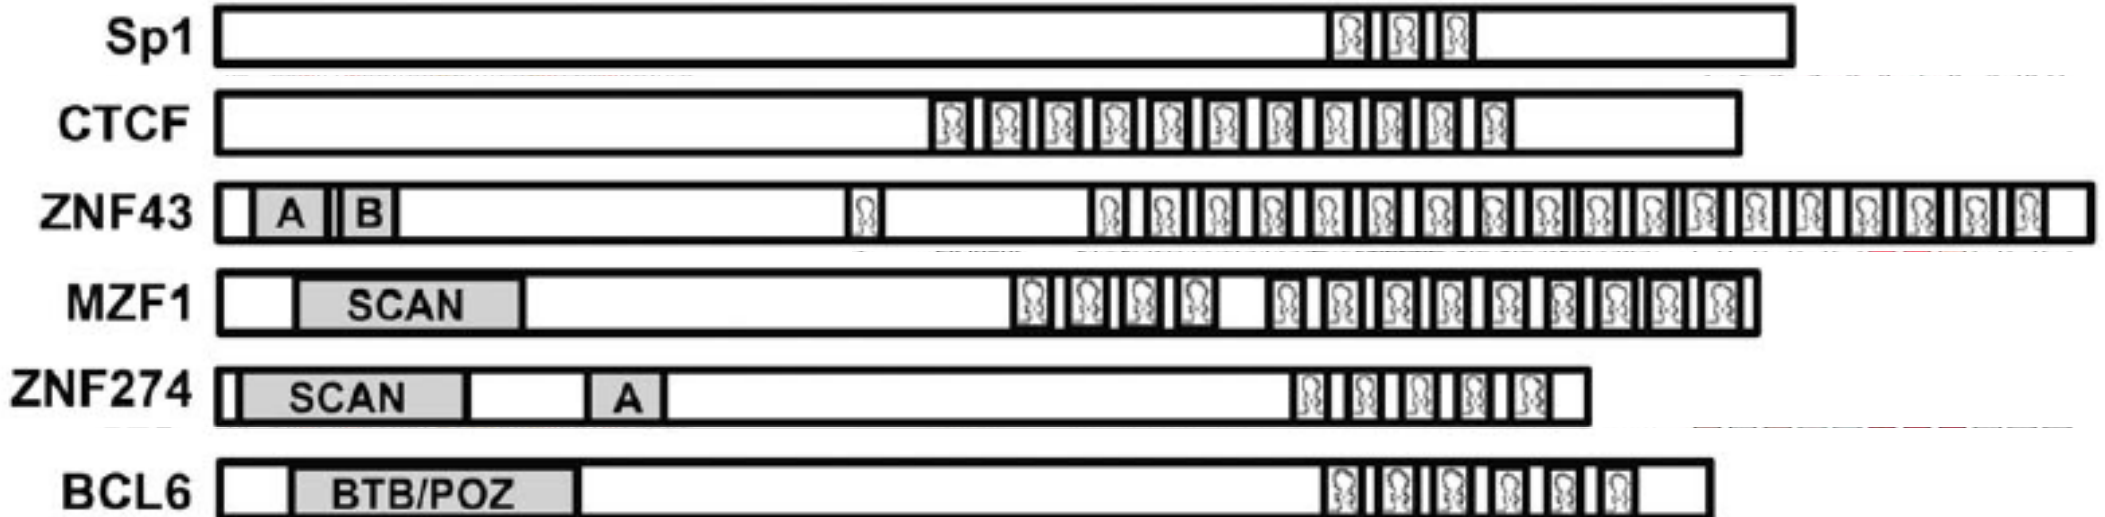 Sp1
CTCF
ZNF43 A B
MZF1 SCAN
ZNF274 SCAN A
BCL6 BTB/POZ